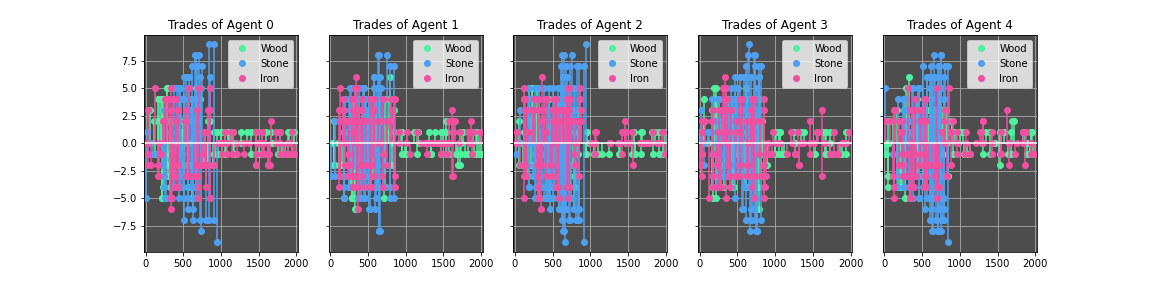 Trades of Agent 0
Trades of Agent 1
Trades of Agent 2
Trades of Agent 3
Trades of Agent 4
Wood
Stone
Iron
Wood
Stone
Iron
Wood
Stone
Iron
Wood
Stone
Iron
Wood
Stone
Iron
7.5
5.0
2.5
0.0
−2.5
−5.0
−7.5
0 500 1000 1500 2000
0 500 1000 1500 2000
0 500 1000 1500 2000
0 500 1000 1500 2000
0 500 1000 1500 2000